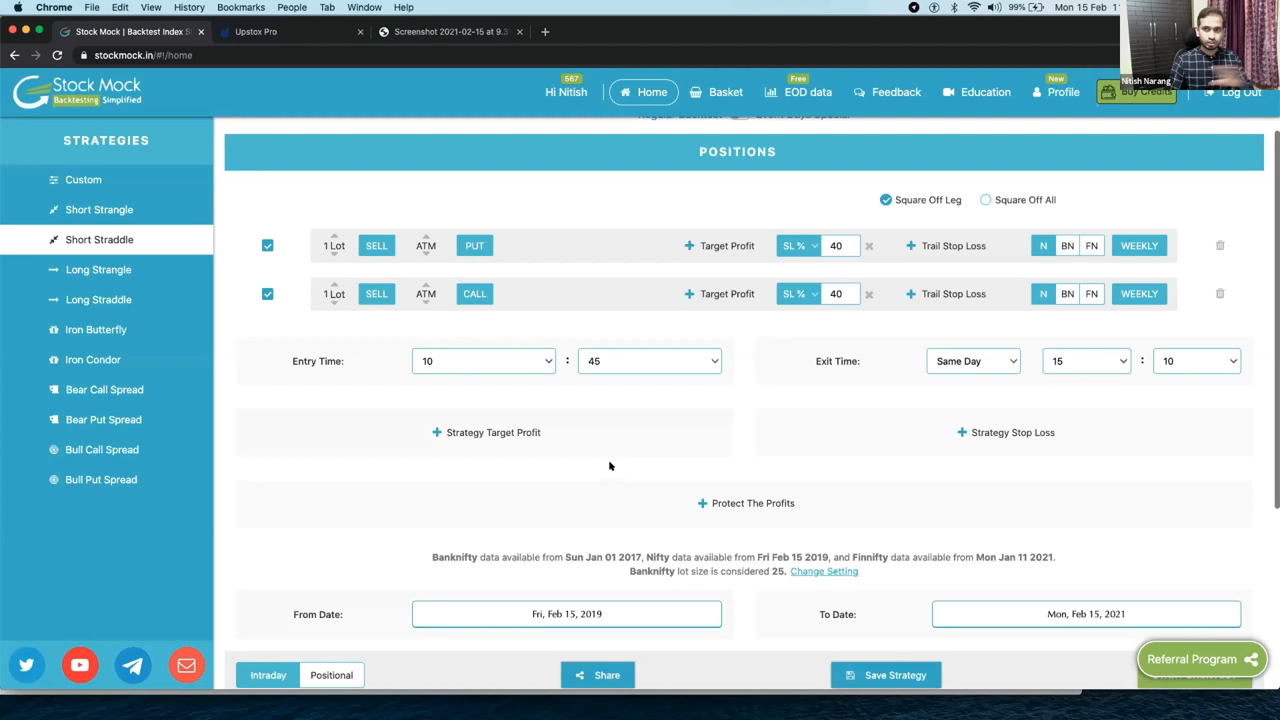 Chrome File Edit View History Bookmarks People Tab Window Help 99% Mon 15 Feb
Stock Mock | Backtest Index S Upstox Pro Screenshot 2021-02-15 at 9.3
stockmock.in/#!/home
Nitish Narang
Stock Mock
Backtesting Simplified
567 Free New
Hi Nitish Home Basket EOD data Feedback Education Profile Buy Credits Log Out
STRATEGIES
Custom
Short Strangle
Short Straddle
Long Strangle
Long Straddle
Iron Butterfly
Iron Condor
Bear Call Spread
Bear Put Spread
Bull Call Spread
Bull Put Spread
POSITIONS
Square Off Leg Square Off All
1 Lot SELL ATM PUT Target Profit SL % 40 Trail Stop Loss N BN FN WEEKLY
1 Lot SELL ATM CALL Target Profit SL % 40 Trail Stop Loss N BN FN WEEKLY
Entry Time: 10 : 45 Exit Time: Same Day 15 : 10
Strategy Target Profit Strategy Stop Loss
Protect The Profits
Banknifty data available from Sun Jan 01 2017, Nifty data available from Fri Feb 15 2019, and Finnifty data available from Mon Jan 11 2021.
Banknifty lot size is considered 25. Change Setting
From Date: Fri, Feb 15, 2019 To Date: Mon, Feb 15, 2021
Referral Program
Intraday Positional Share Save Strategy